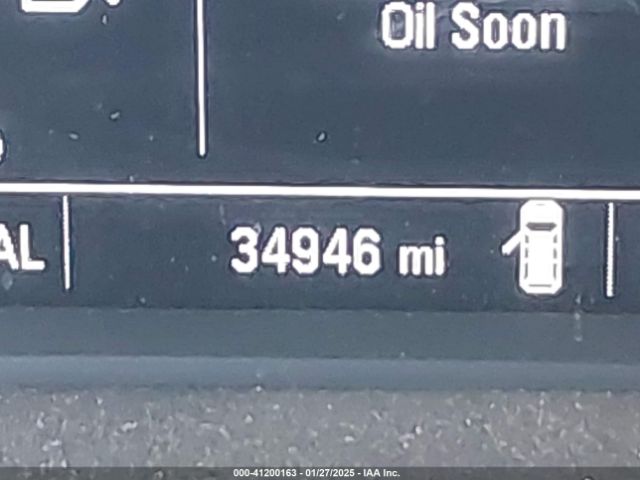 Oil Soon
AL
34946 mi
000-41200163 - 01/27/2025 - IAA Inc.